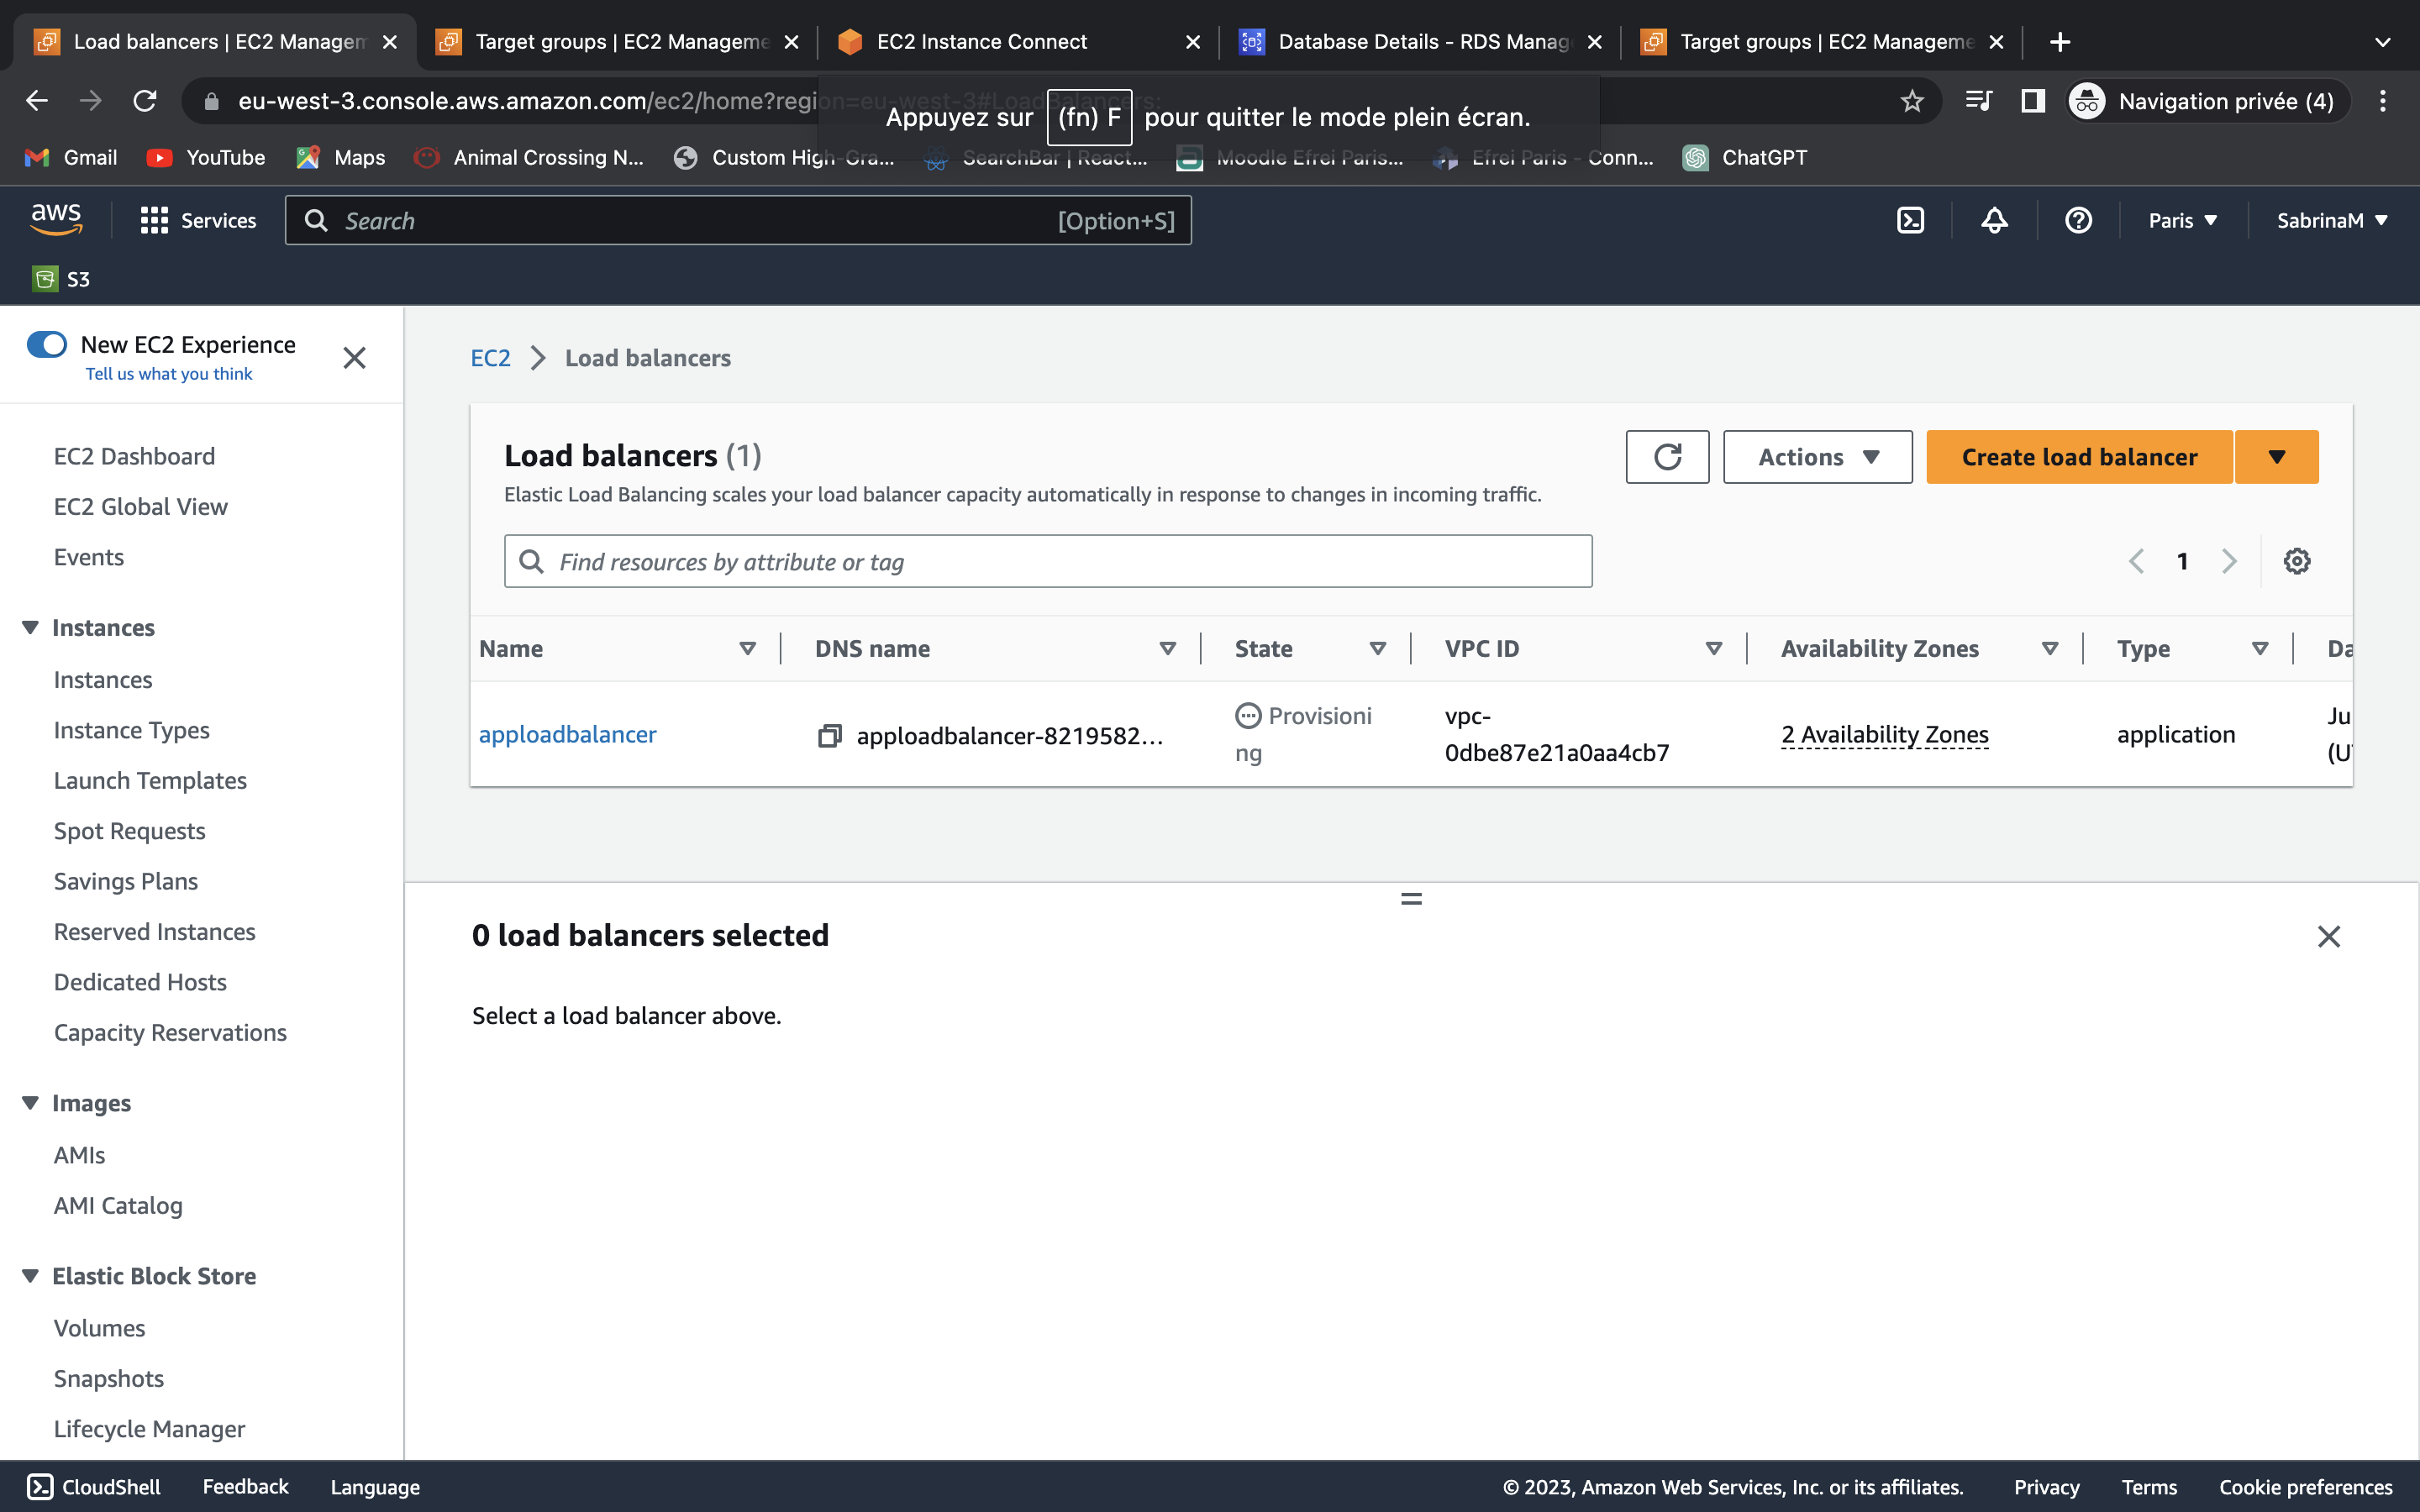 Load balancers | EC2 Managem
Target groups | EC2 Manageme
EC2 Instance Connect
Database Details - RDS Manag
Target groups | EC2 Manageme
eu-west-3.console.aws.amazon.com/ec2/home?region=eu-west-3#LoadBalancers:
Navigation privée (4)
Appuyez sur (fn) F pour quitter le mode plein écran.
Gmail
YouTube
Maps
Animal Crossing N...
Custom High-Gra...
SearchBar | React...
Moodle Efrei Paris...
Efrei Paris - Conn...
ChatGPT
aws
Services
Search
[Option+S]
Paris
SabrinaM
S3
New EC2 Experience
Tell us what you think
EC2 Dashboard
EC2 Global View
Events
Instances
Instances
Instance Types
Launch Templates
Spot Requests
Savings Plans
Reserved Instances
Dedicated Hosts
Capacity Reservations
Images
AMIs
AMI Catalog
Elastic Block Store
Volumes
Snapshots
Lifecycle Manager
EC2 > Load balancers
Load balancers (1)
Elastic Load Balancing scales your load balancer capacity automatically in response to changes in incoming traffic.
Actions
Create load balancer
Find resources by attribute or tag
1
Name
DNS name
State
VPC ID
Availability Zones
Type
Da
apploadbalancer
apploadbalancer-8219582...
Provisioni
ng
vpc-
0dbe87e21a0aa4cb7
2 Availability Zones
application
Ju
(U
0 load balancers selected
Select a load balancer above.
CloudShell
Feedback
Language
© 2023, Amazon Web Services, Inc. or its affiliates.
Privacy
Terms
Cookie preferences